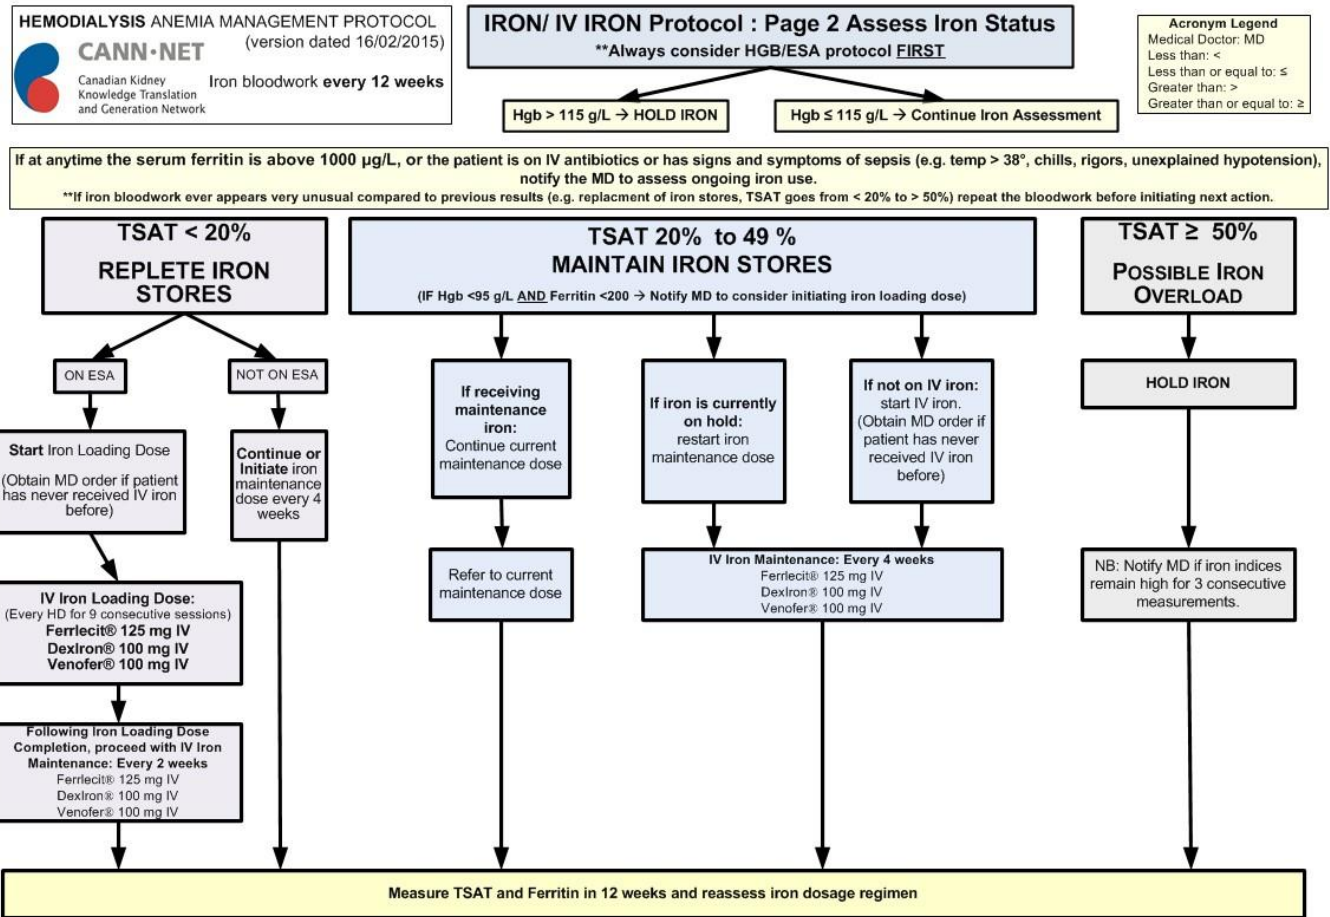 HEMODIALYSIS ANEMIA MANAGEMENT PROTOCOL
(version dated 16/02/2015)
CANN·NET
Canadian Kidney
Knowledge Translation
and Generation Network
Iron bloodwork every 12 weeks
IRON/ IV IRON Protocol : Page 2 Assess Iron Status
**Always consider HGB/ESA protocol FIRST
Acronym Legend
Medical Doctor: MD
Less than: <
Less than or equal to: ≤
Greater than: >
Greater than or equal to: ≥
Hgb > 115 g/L → HOLD IRON
Hgb ≤ 115 g/L → Continue Iron Assessment
If at anytime the serum ferritin is above 1000 µg/L, or the patient is on IV antibiotics or has signs and symptoms of sepsis (e.g. temp > 38°, chills, rigors, unexplained hypotension),
notify the MD to assess ongoing iron use.
**If iron bloodwork ever appears very unusual compared to previous results (e.g. replacment of iron stores, TSAT goes from < 20% to > 50%) repeat the bloodwork before initiating next action.
TSAT < 20%
REPLETE IRON
STORES
ON ESA
NOT ON ESA
Start Iron Loading Dose
(Obtain MD order if patient
has never received IV iron
before)
Continue or
Initiate iron
maintenance
dose every 4
weeks
IV Iron Loading Dose:
(Every HD for 9 consecutive sessions)
Ferrlecit® 125 mg IV
DexIron® 100 mg IV
Venofer® 100 mg IV
Following Iron Loading Dose
Completion, proceed with IV Iron
Maintenance: Every 2 weeks
Ferrlecit® 125 mg IV
DexIron® 100 mg IV
Venofer® 100 mg IV
TSAT 20% to 49 %
MAINTAIN IRON STORES
(IF Hgb <95 g/L AND Ferritin <200 → Notify MD to consider initiating iron loading dose)
If receiving
maintenance
iron:
Continue current
maintenance dose
If iron is currently
on hold:
restart iron
maintenance dose
If not on IV iron:
start IV iron.
(Obtain MD order if
patient has never
received IV iron
before)
Refer to current
maintenance dose
IV Iron Maintenance: Every 4 weeks
Ferrlecit® 125 mg IV
DexIron® 100 mg IV
Venofer® 100 mg IV
TSAT ≥ 50%
POSSIBLE IRON
OVERLOAD
HOLD IRON
NB: Notify MD if iron indices
remain high for 3 consecutive
measurements.
Measure TSAT and Ferritin in 12 weeks and reassess iron dosage regimen